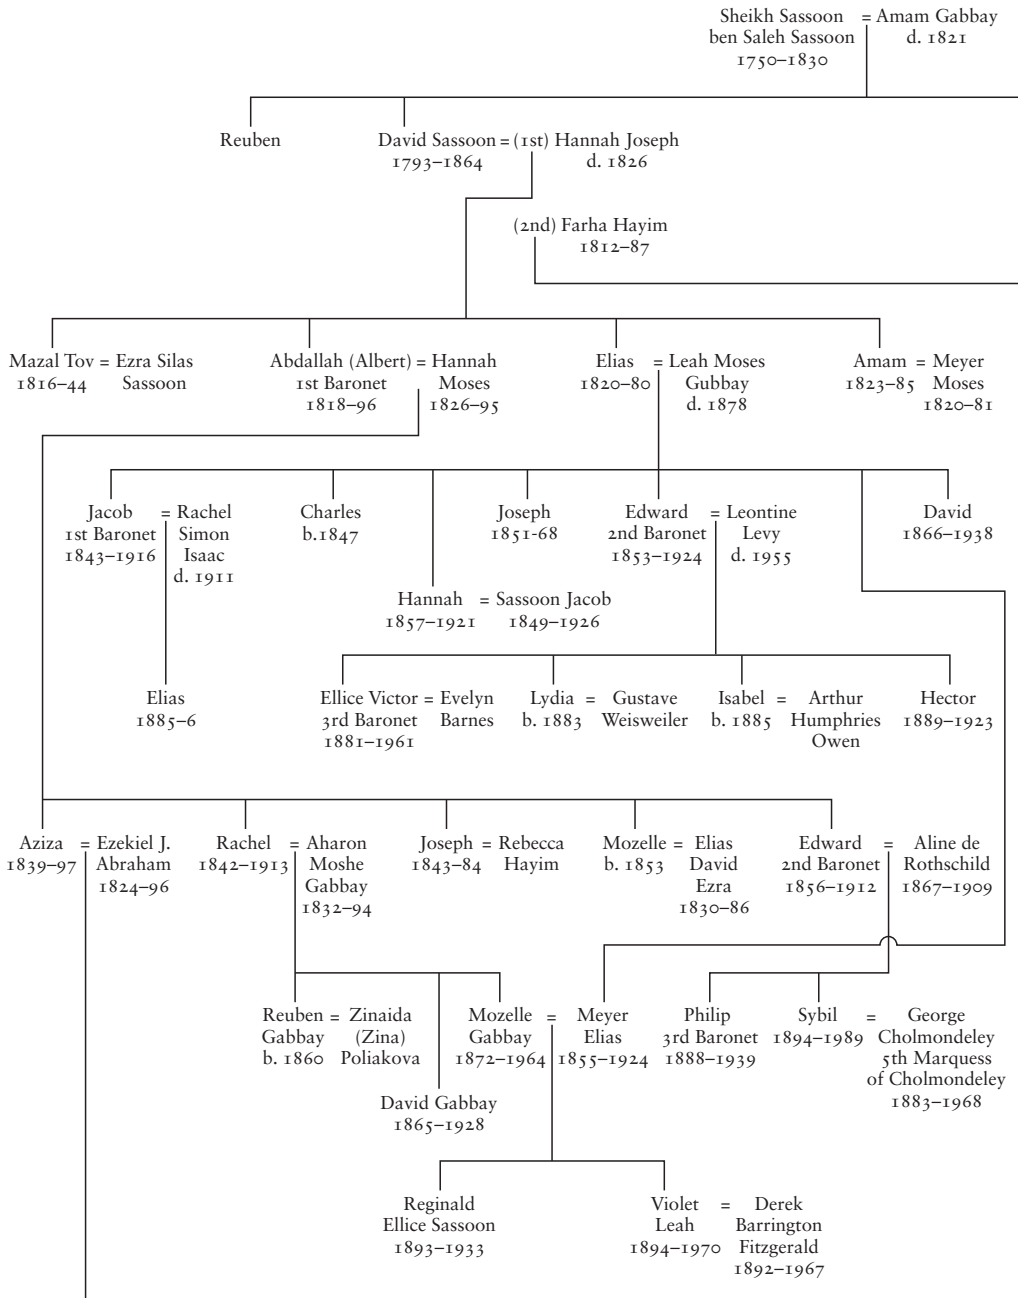 Sheikh Sassoon = Amam Gabbay
ben Saleh Sassoon d. 1821
1750–1830
Reuben
David Sassoon = (1st) Hannah Joseph
1793–1864 d. 1826
(2nd) Farha Hayim
1812–87
Mazal Tov = Ezra Silas
1816–44 Sassoon
Abdallah (Albert) = Hannah
1st Baronet Moses
1818–96 1826–95
Elias = Leah Moses
1820–80 Gubbay
d. 1878
Amam = Meyer
1823–85 Moses
1820–81
Jacob = Rachel
1st Baronet Simon
1843–1916 Isaac
d. 1911
Charles
b.1847
Joseph
1851-68
Edward = Leontine
2nd Baronet Levy
1853–1924 d. 1955
David
1866–1938
Hannah = Sassoon Jacob
1857–1921 1849–1926
Elias
1885–6
Ellice Victor = Evelyn
3rd Baronet Barnes
1881–1961
Lydia = Gustave
b. 1883 Weisweiler
Isabel = Arthur
b. 1885 Humphries
Owen
Hector
1889–1923
Aziza = Ezekiel J.
1839–97 Abraham
1824–96
Rachel = Aharon
1842–1913 Moshe
Gabbay
1832–94
Joseph = Rebecca
1843–84 Hayim
Mozelle = Elias
b. 1853 David
Ezra
1830–86
Edward = Aline de
2nd Baronet Rothschild
1856–1912 1867–1909
Reuben = Zinaida
Gabbay (Zina)
b. 1860 Poliakova
Mozelle = Meyer
Gabbay Elias
1872–1964 1855–1924
Philip
3rd Baronet
1888–1939
Sybil = George
1894–1989 Cholmondeley
5th Marquess
of Cholmondeley
1883–1968
David Gabbay
1865–1928
Reginald
Ellice Sassoon
1893–1933
Violet = Derek
Leah Barrington
1894–1970 Fitzgerald
1892–1967